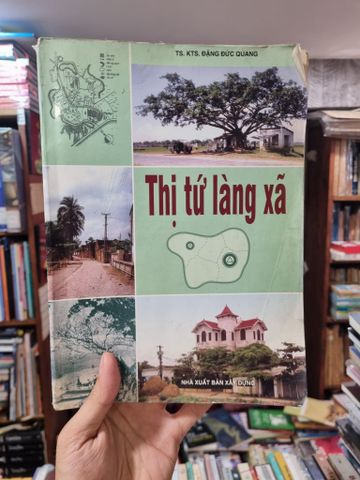 TS. KTS. ĐẶNG ĐỨC QUANG
Thị tứ làng xã
NHÀ XUẤT BẢN XÂY DỰNG